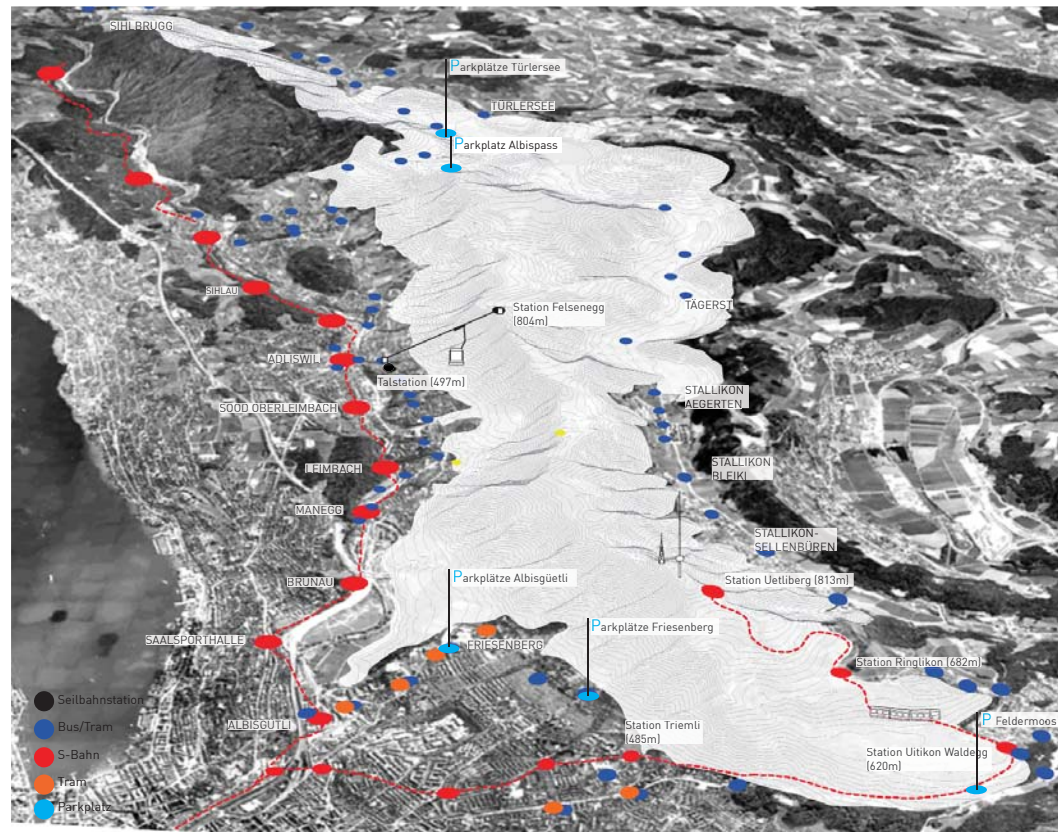 SIHLBRUGG
Parkplätze Türlersee
TÜRLERSEE
Parkplatz Albispass
SIHLAU
TÄGERST
Station Felsenegg
(804m)
ADLISWIL
Talstation (497m)
STALLIKON
AEGERTEN
SOOD OBERLEIMBACH
LEIMBACH
STALLIKON
BLEIKI
MANEGG
STALLIKON-
SELLENBÜREN
BRUNAU
Parkplätze Albisgüetli
Station Uetliberg (813m)
SAALSPORTHALLE
FRIESENBERG
Parkplätze Friesenberg
Station Ringlikon (682m)
ALBISGUTLI
Station Triemli
(485m)
P Feldermoos
Station Uitikon Waldegg
(620m)
Seilbahnstation
Bus/Tram
S-Bahn
Tram
Parkplatz